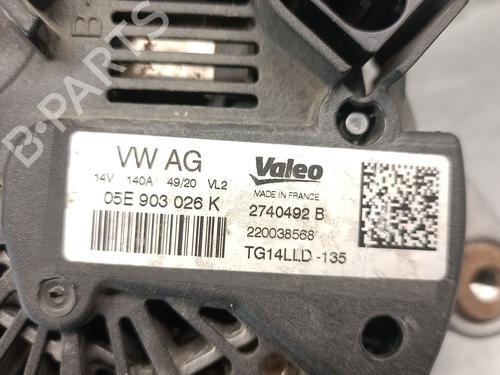 B-
B-PARTS
VW AG
14V 140A 49/20 VL2
05E 903 026 K
Valeo
MADE IN FRANCE
2740492 B
220038568
TG14LLD -135